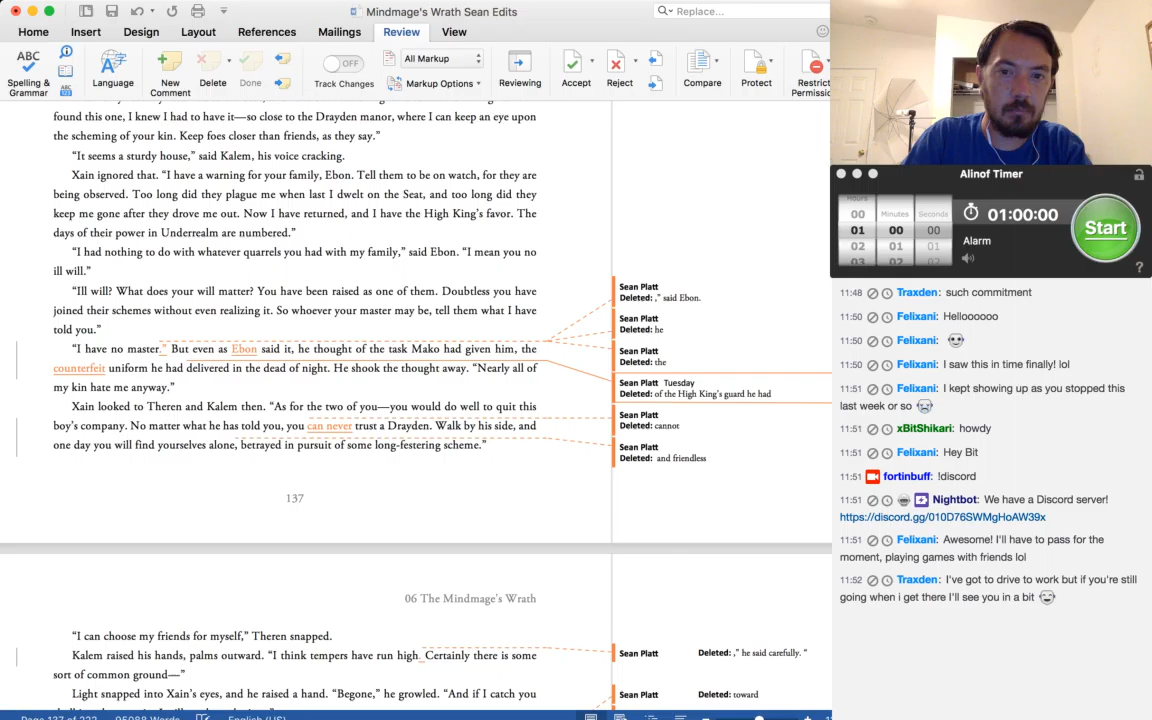 Mindmage's Wrath Sean Edits
Replace...
Home Insert Design Layout References Mailings Review View
ABC
Spelling & Grammar
Language
New Comment
Delete
Done
OFF
Track Changes
All Markup
Markup Options
Reviewing
Accept
Reject
Compare
Protect
Restrict
Permissio
found this one, I knew I had to have it—so close to the Drayden manor, where I can keep an eye upon
the scheming of your kin. Keep foes closer than friends, as they say.”
“It seems a sturdy house,” said Kalem, his voice cracking.
Xain ignored that. “I have a warning for your family, Ebon. Tell them to be on watch, for they are
being observed. Too long did they plague me when last I dwelt on the Seat, and too long did they
keep me gone after they drove me out. Now I have returned, and I have the High King’s favor. The
days of their power in Underrealm are numbered.”
“I had nothing to do with whatever quarrels you had with my family,” said Ebon. “I mean you no
ill will.”
“Ill will? What does your will matter? You have been raised as one of them. Doubtless you have
joined their schemes without even realizing it. So whoever your master may be, tell them what I have
told you.”
“I have no master.” But even as Ebon said it, he thought of the task Mako had given him, the
counterfeit uniform he had delivered in the dead of night. He shook the thought away. “Nearly all of
my kin hate me anyway.”
Xain looked to Theren and Kalem then. “As for the two of you—you would do well to quit this
boy’s company. No matter what he has told you, you can never trust a Drayden. Walk by his side, and
one day you will find yourselves alone, betrayed in pursuit of some long-festering scheme.”
137
06 The Mindmage's Wrath
“I can choose my friends for myself,” Theren snapped.
Kalem raised his hands, palms outward. “I think tempers have run high. Certainly there is some
sort of common ground—”
Light snapped into Xain’s eyes, and he raised a hand. “Begone,” he growled. “And if I catch you
Sean Platt
Deleted: ,” said Ebon.
Sean Platt
Deleted: he
Sean Platt
Deleted: the
Sean Platt Tuesday
Deleted: of the High King's guard he had
Sean Platt
Deleted: cannot
Sean Platt
Deleted: and friendless
Sean Platt Deleted: ,” he said carefully. “
Sean Platt Deleted: toward
Page 137 of 222 95088 Words English (US)
Alinof Timer
Hours Minutes Seconds
00
01 00 00
02 01 01
03 02 02
01:00:00
Alarm
Start
?
11:48 Traxden: such commitment
11:50 Felixani: Helloooooo
11:50 Felixani:
11:50 Felixani: I saw this in time finally! lol
11:51 Felixani: I kept showing up as you stopped this
last week or so
11:51 xBitShikari: howdy
11:51 Felixani: Hey Bit
11:51 fortinbuff: !discord
11:51 Nightbot: We have a Discord server!
https://discord.gg/010D76SWMgHoAW39x
11:51 Felixani: Awesome! I'll have to pass for the
moment, playing games with friends lol
11:52 Traxden: I've got to drive to work but if you're still
going when i get there I'll see you in a bit